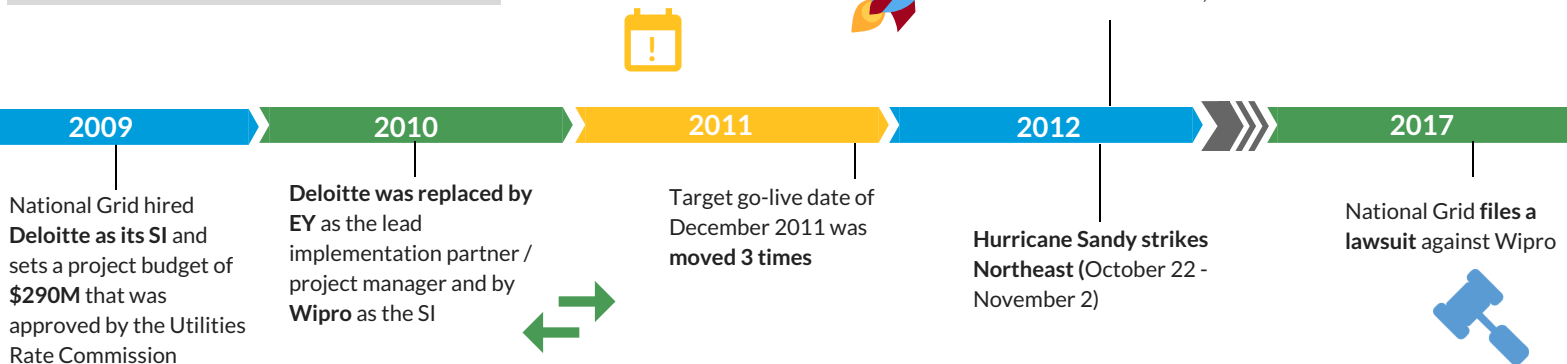 2009
2010
2011
2012
2017
National Grid hired
Deloitte as its SI and
sets a project budget of
$290M that was
approved by the Utilities
Rate Commission
Deloitte was replaced by
EY as the lead
implementation partner /
project manager and by
Wipro as the SI
Target go-live date of
December 2011 was
moved 3 times
Hurricane Sandy strikes
Northeast (October 22 -
November 2)
National Grid files a
lawsuit against Wipro